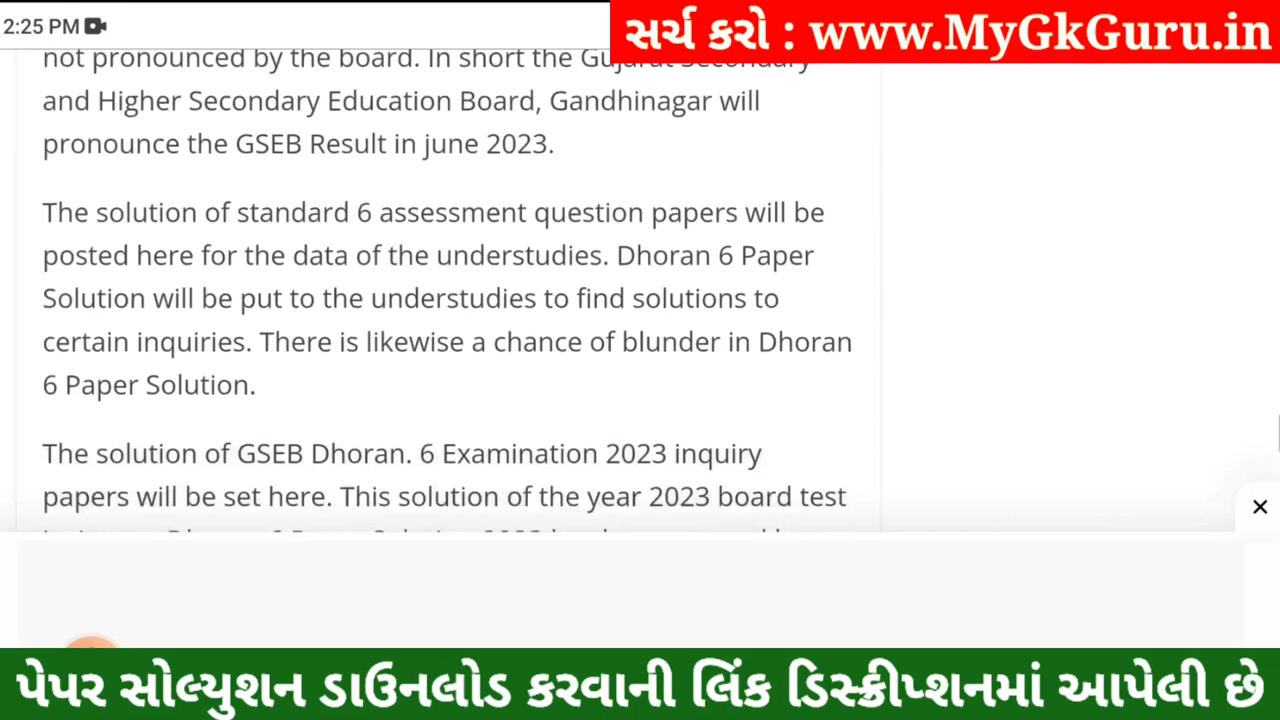 2:25 PM
સર્ચ કરો : www.MyGkGuru.in
not pronounced by the board. In short the Gujarat Secondary
and Higher Secondary Education Board, Gandhinagar will
pronounce the GSEB Result in june 2023.
The solution of standard 6 assessment question papers will be
posted here for the data of the understudies. Dhoran 6 Paper
Solution will be put to the understudies to find solutions to
certain inquiries. There is likewise a chance of blunder in Dhoran
6 Paper Solution.
The solution of GSEB Dhoran. 6 Examination 2023 inquiry
papers will be set here. This solution of the year 2023 board test
પેપર સોલ્યુશન ડાઉનલોડ કરવાની લિંક ડિસ્ક્રીપ્શનમાં આપેલી છે